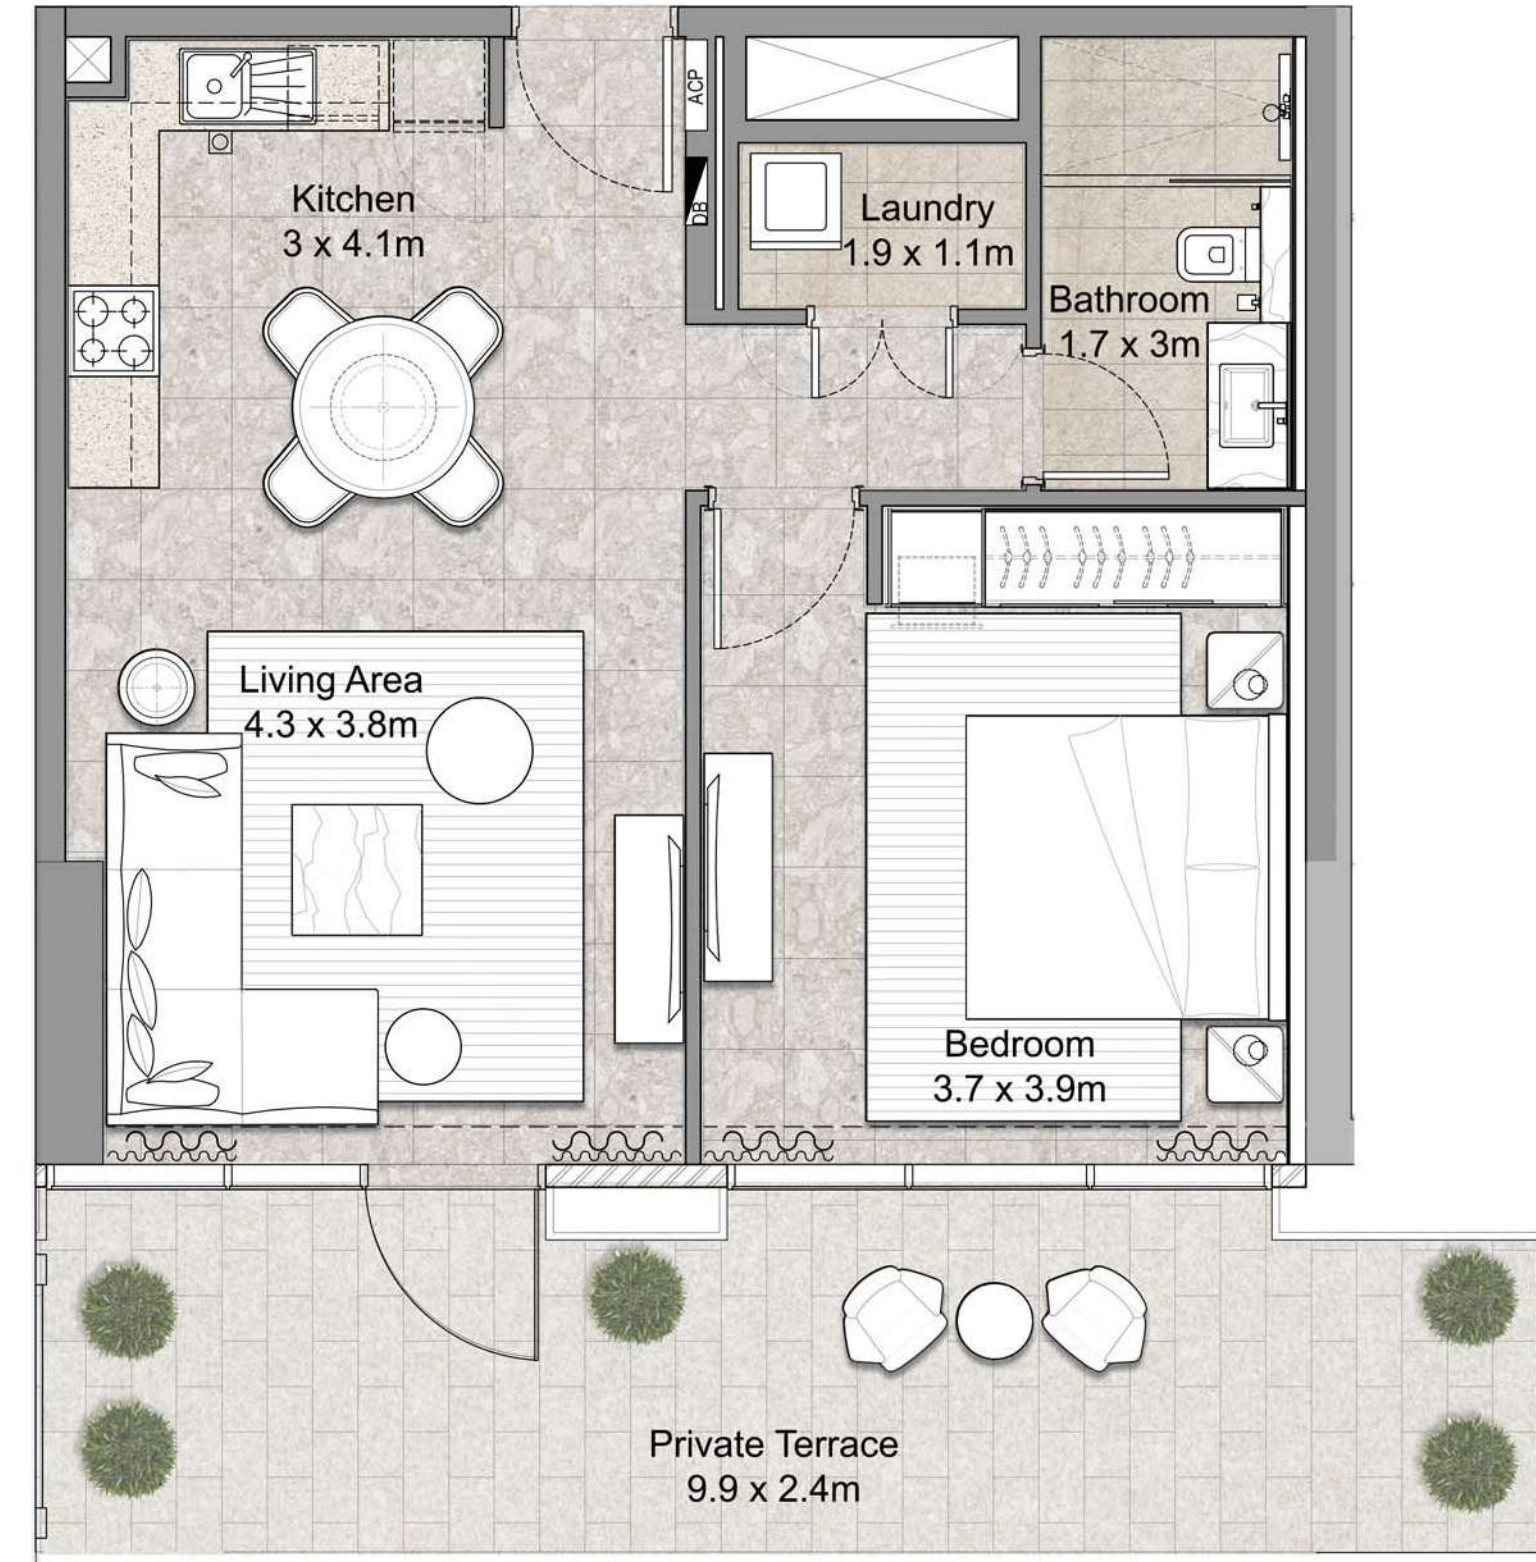 ACP
DB
Kitchen
3 x 4.1m
Laundry
1.9 x 1.1m
Bathroom
1.7 x 3m
Living Area
4.3 x 3.8m
Bedroom
3.7 x 3.9m
Private Terrace
9.9 x 2.4m